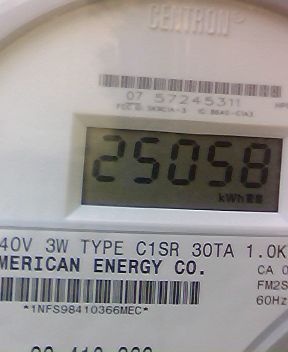 CENTRON®
07 57245311
25058
kWh
40V 3W TYPE C1SR 30TA 1.0K
MERICAN ENERGY CO.
CA 0
FM2S
60Hz
*1NFS98410366MEC*